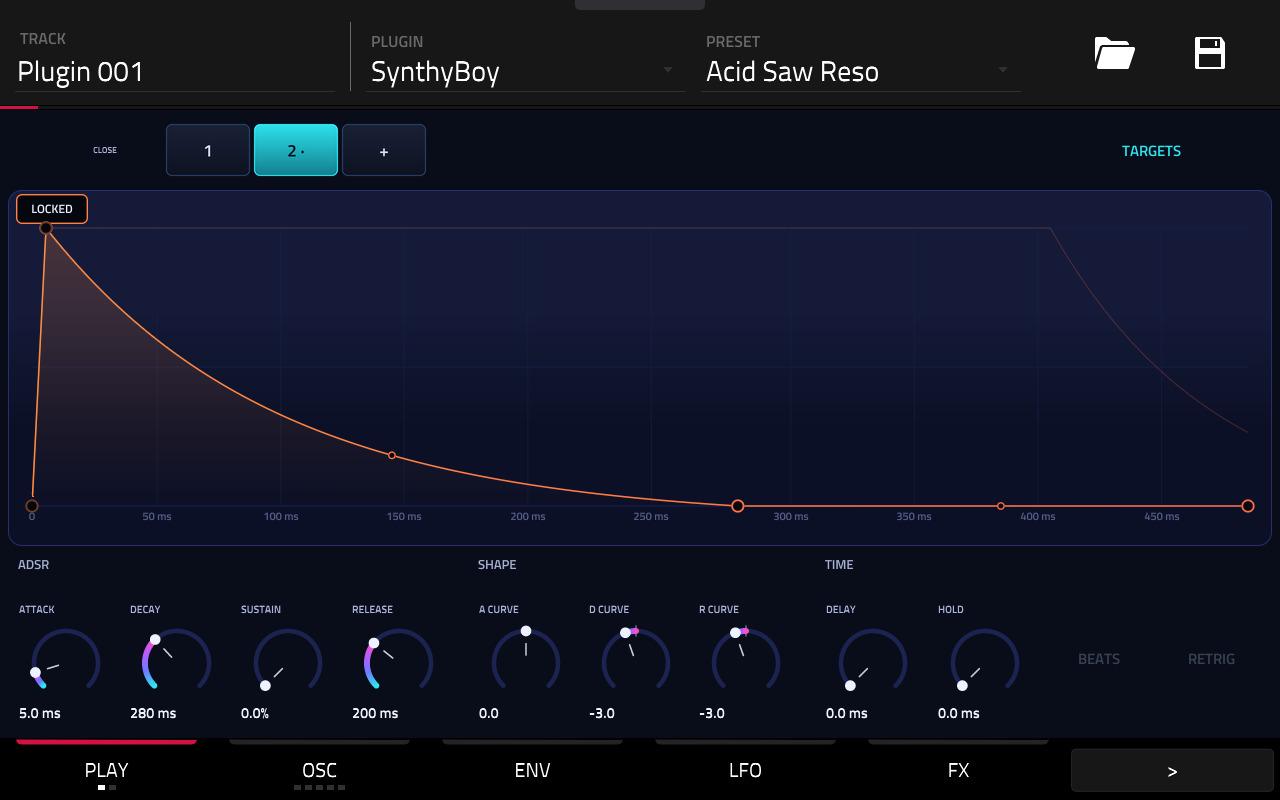 TRACK
Plugin 001
PLUGIN
SynthyBoy
PRESET
Acid Saw Reso
CLOSE
1
2 ·
+
TARGETS
LOCKED
0
50 ms
100 ms
150 ms
200 ms
250 ms
300 ms
350 ms
400 ms
450 ms
ADSR
SHAPE
TIME
ATTACK
DECAY
SUSTAIN
RELEASE
A CURVE
D CURVE
R CURVE
DELAY
HOLD
BEATS
RETRIG
5.0 ms
280 ms
0.0%
200 ms
0.0
-3.0
-3.0
0.0 ms
0.0 ms
PLAY
OSC
ENV
LFO
FX
>